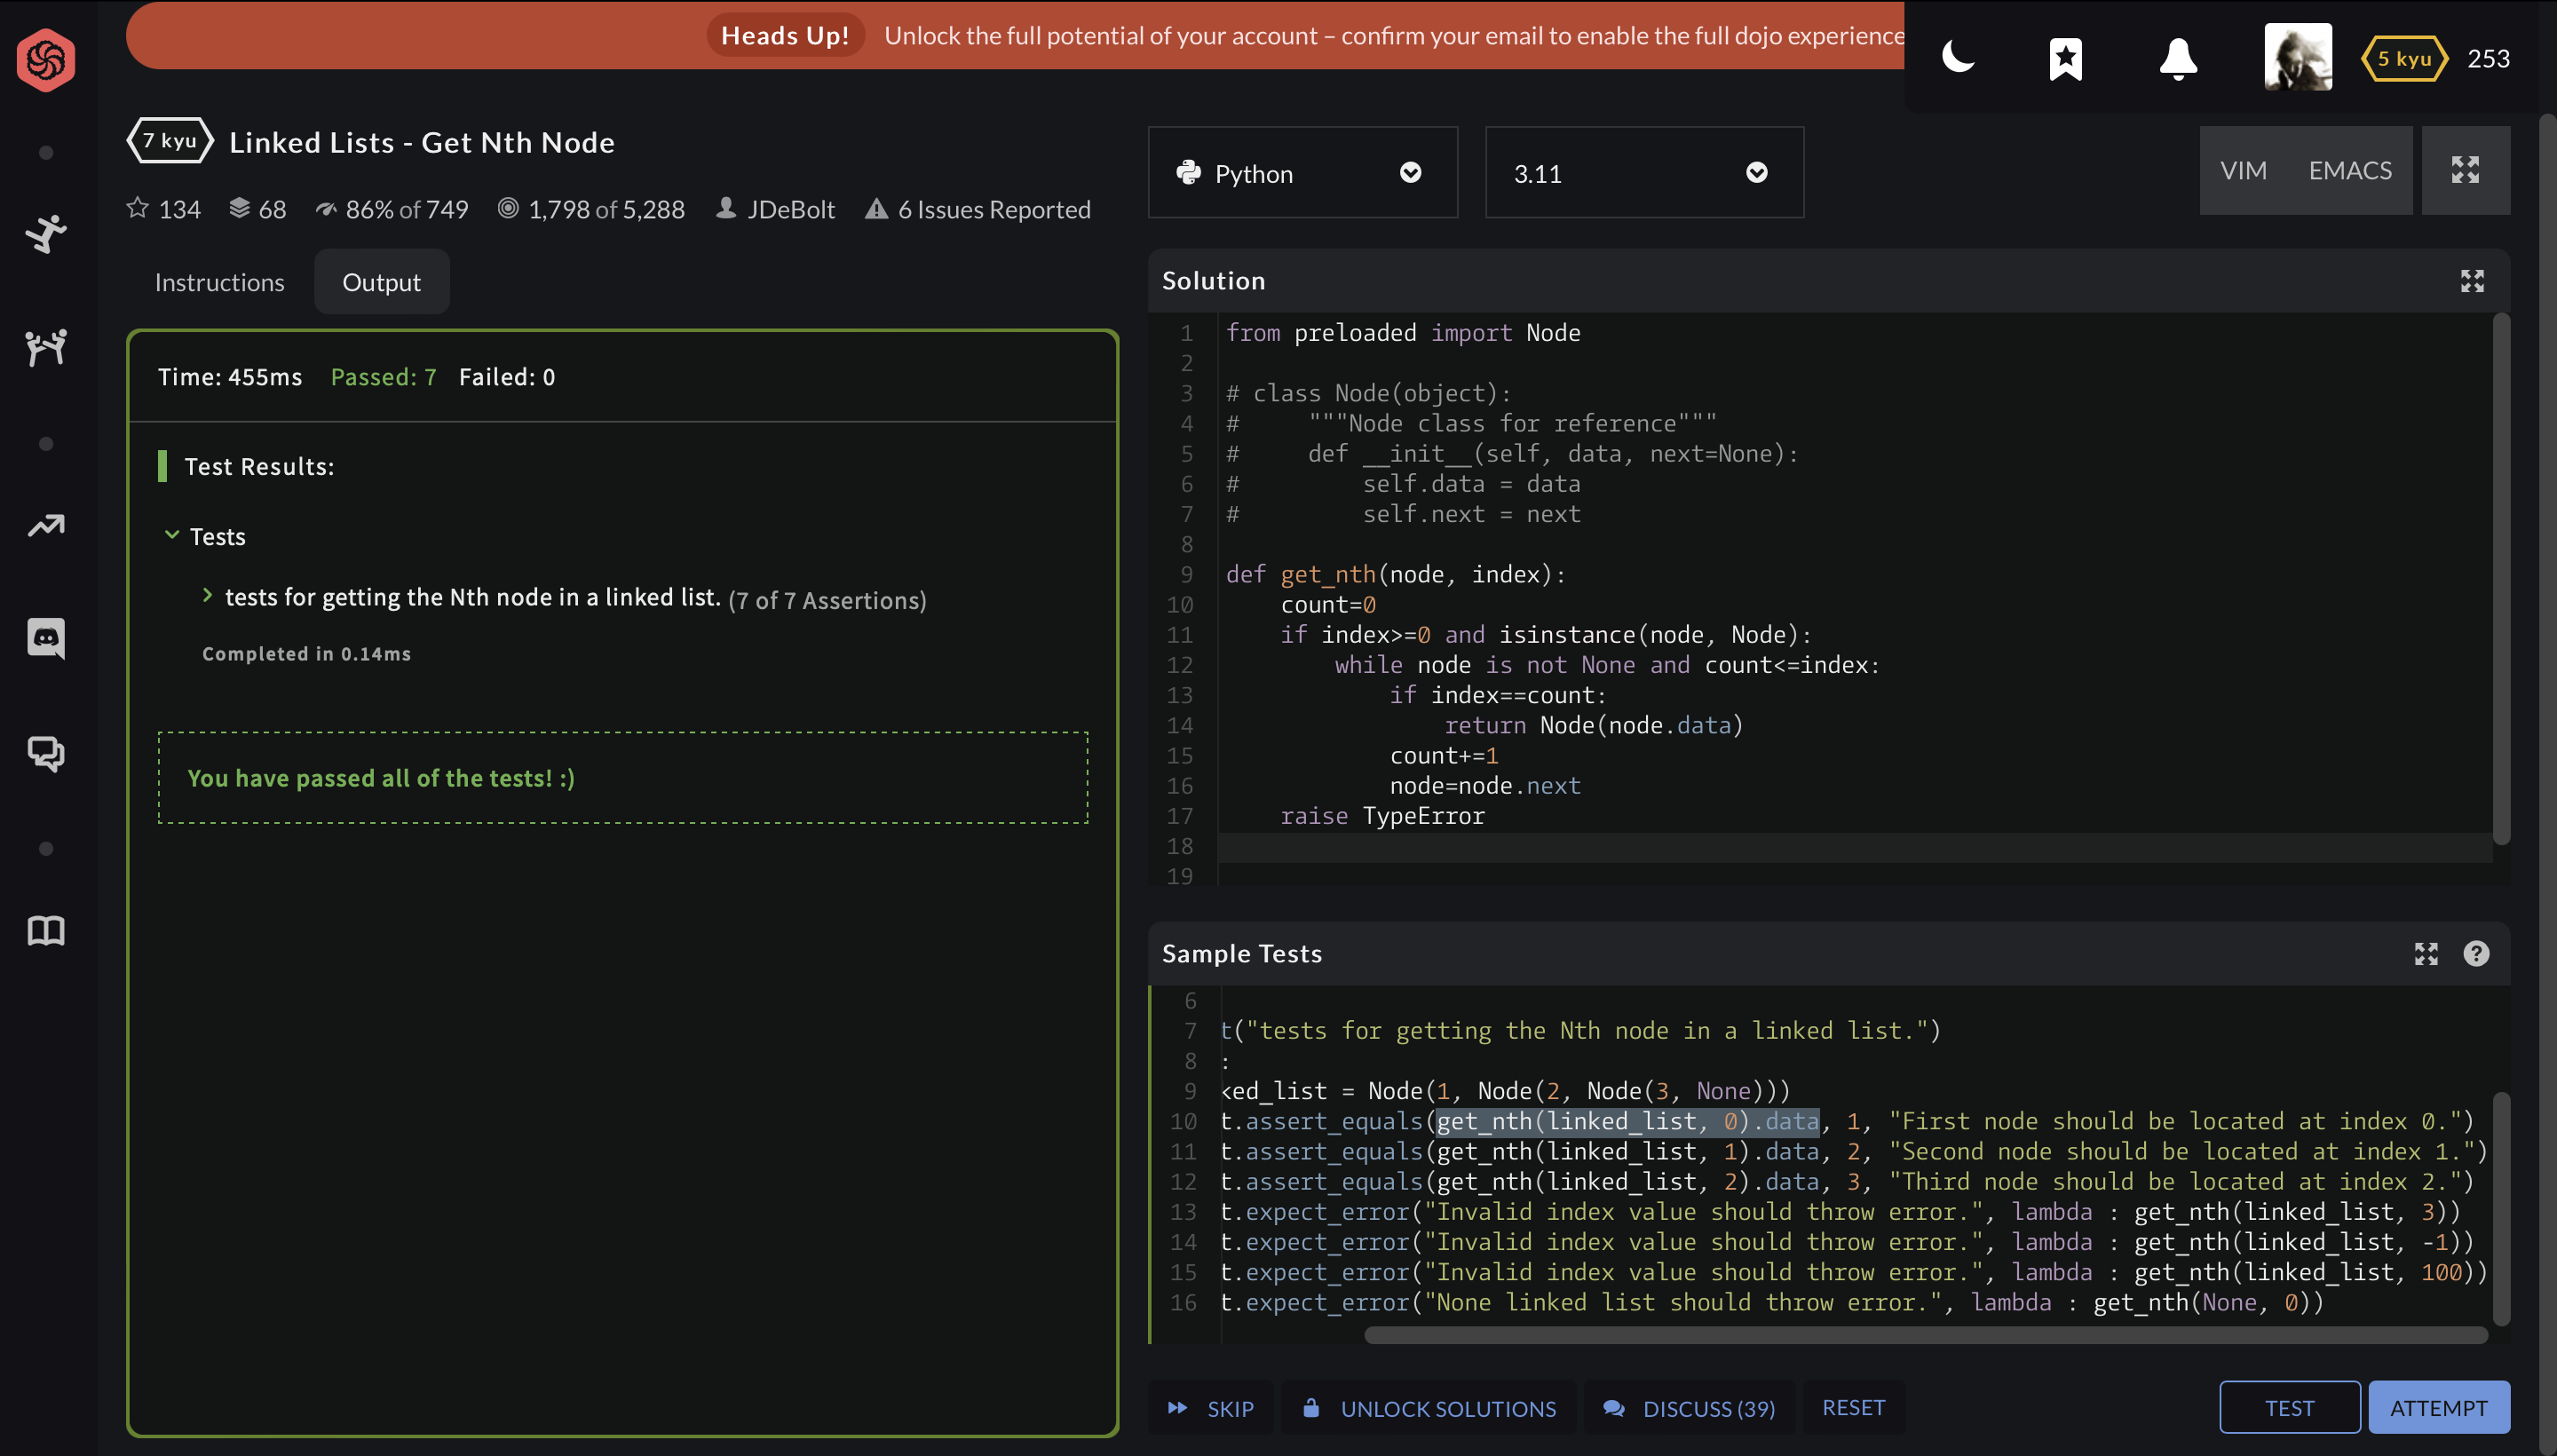 Heads Up! Unlock the full potential of your account – confirm your email to enable the full dojo experience
5 kyu 253
7 kyu Linked Lists - Get Nth Node
134 68 86% of 749 1,798 of 5,288 JDeBolt 6 Issues Reported
Instructions Output
Time: 455ms Passed: 7 Failed: 0
Test Results:
Tests
tests for getting the Nth node in a linked list. (7 of 7 Assertions)
Completed in 0.14ms
You have passed all of the tests! :)
Python 3.11 VIM EMACS
Solution
1 from preloaded import Node
2
3 # class Node(object):
4 #     """Node class for reference"""
5 #     def __init__(self, data, next=None):
6 #         self.data = data
7 #         self.next = next
8
9 def get_nth(node, index):
10     count=0
11     if index>=0 and isinstance(node, Node):
12         while node is not None and count<=index:
13             if index==count:
14                 return Node(node.data)
15             count+=1
16             node=node.next
17     raise TypeError
18
19
Sample Tests
6
7 t("tests for getting the Nth node in a linked list.")
8 :
9 ked_list = Node(1, Node(2, Node(3, None)))
10 t.assert_equals(get_nth(linked_list, 0).data, 1, "First node should be located at index 0.")
11 t.assert_equals(get_nth(linked_list, 1).data, 2, "Second node should be located at index 1.")
12 t.assert_equals(get_nth(linked_list, 2).data, 3, "Third node should be located at index 2.")
13 t.expect_error("Invalid index value should throw error.", lambda : get_nth(linked_list, 3))
14 t.expect_error("Invalid index value should throw error.", lambda : get_nth(linked_list, -1))
15 t.expect_error("Invalid index value should throw error.", lambda : get_nth(linked_list, 100))
16 t.expect_error("None linked list should throw error.", lambda : get_nth(None, 0))
SKIP UNLOCK SOLUTIONS DISCUSS (39) RESET TEST ATTEMPT